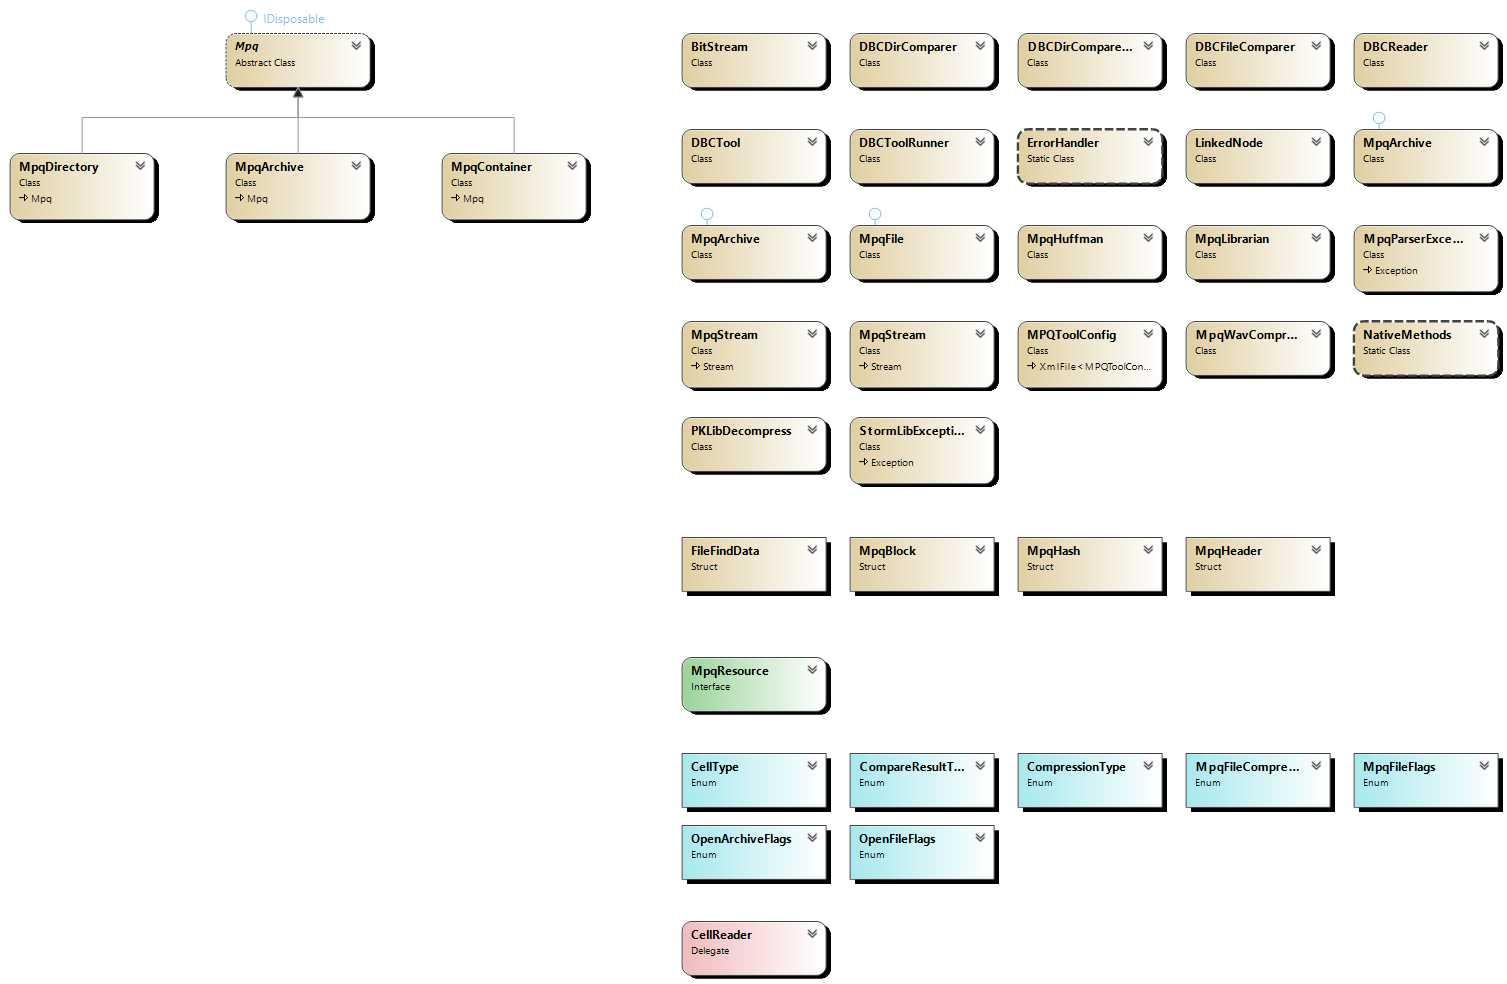 IDisposable
Mpq
Abstract Class
MpqDirectory
Class
Mpq
MpqArchive
Class
Mpq
MpqContainer
Class
Mpq
BitStream
Class
DBCDirComparer
Class
DBCDirCompare...
Class
DBCFileComparer
Class
DBCReader
Class
DBCTool
Class
DBCToolRunner
Class
ErrorHandler
Static Class
LinkedNode
Class
MpqArchive
Class
MpqArchive
Class
MpqFile
Class
MpqHuffman
Class
MpqLibrarian
Class
MpqParserExce...
Class
Exception
MpqStream
Class
Stream
MpqStream
Class
Stream
MPQToolConfig
Class
XmlFile<MPQToolCon...
MpqWavCompr...
Class
NativeMethods
Static Class
PKLibDecompress
Class
StormLibExcepti...
Class
Exception
FileFindData
Struct
MpqBlock
Struct
MpqHash
Struct
MpqHeader
Struct
MpqResource
Interface
CellType
Enum
CompareResultT...
Enum
CompressionType
Enum
MpqFileCompre...
Enum
MpqFileFlags
Enum
OpenArchiveFlags
Enum
OpenFileFlags
Enum
CellReader
Delegate